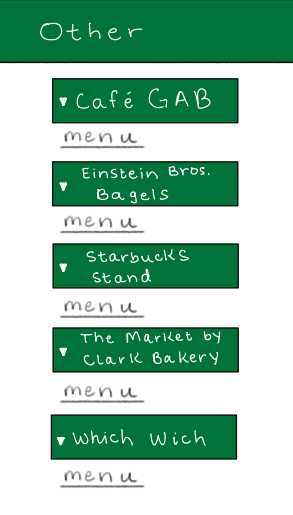 Other
Café GAB
menu
Einstein Bros.
Bagels
menu
Starbucks
Stand
menu
The Market by
Clark Bakery
menu
Which Wich
menu